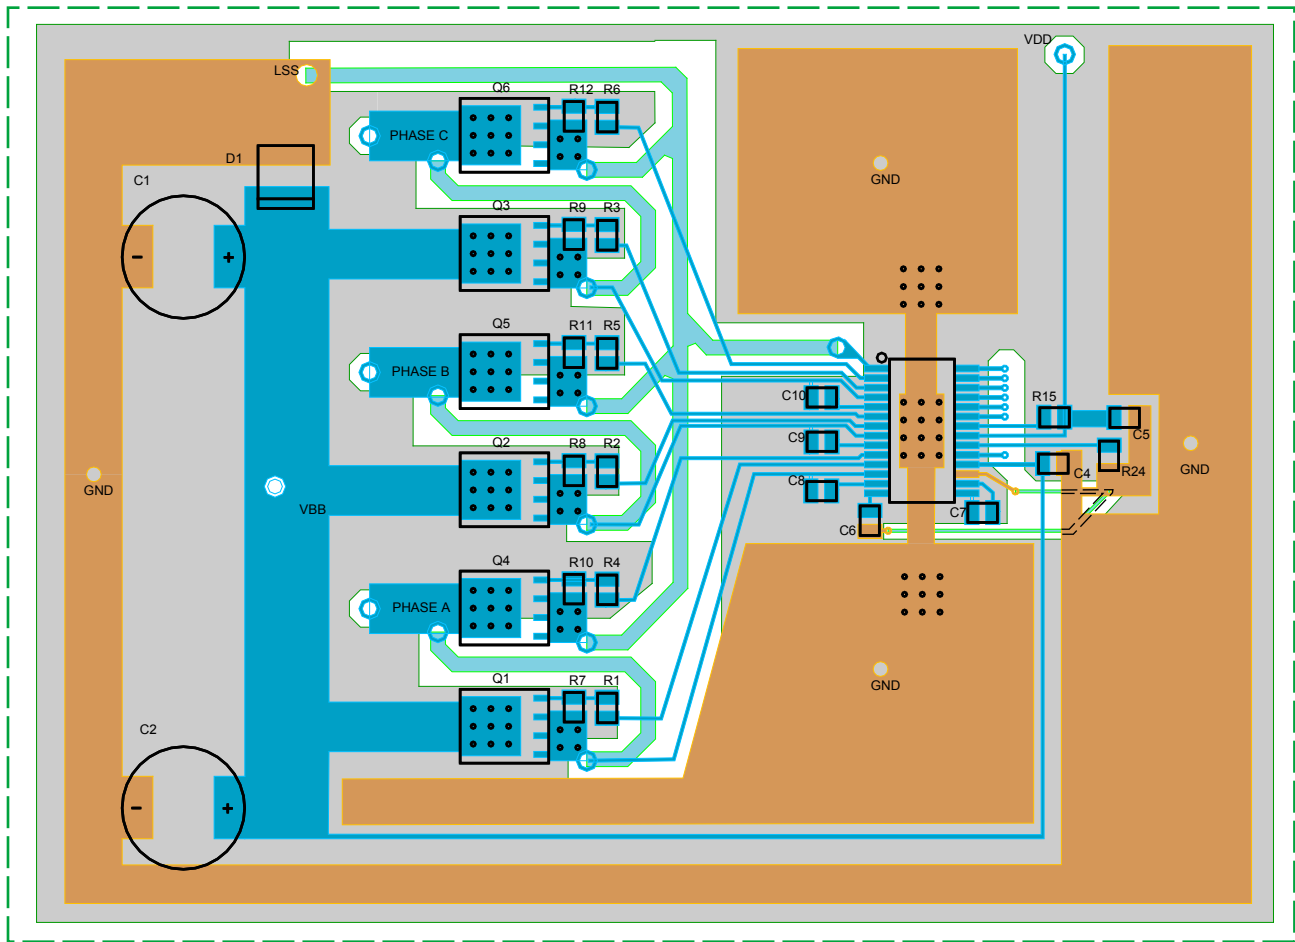 VDD
LSS
Q6
R12 R6
PHASE C
D1
C1
GND
Q3
R9 R3
- +
Q5
R11 R5
PHASE B
C10
R15
C5
C9
Q2
R8 R2
C4
R24
GND
GND
C8
VBB
C7
C6
Q4
R10 R4
PHASE A
GND
Q1
R7 R1
C2
- +